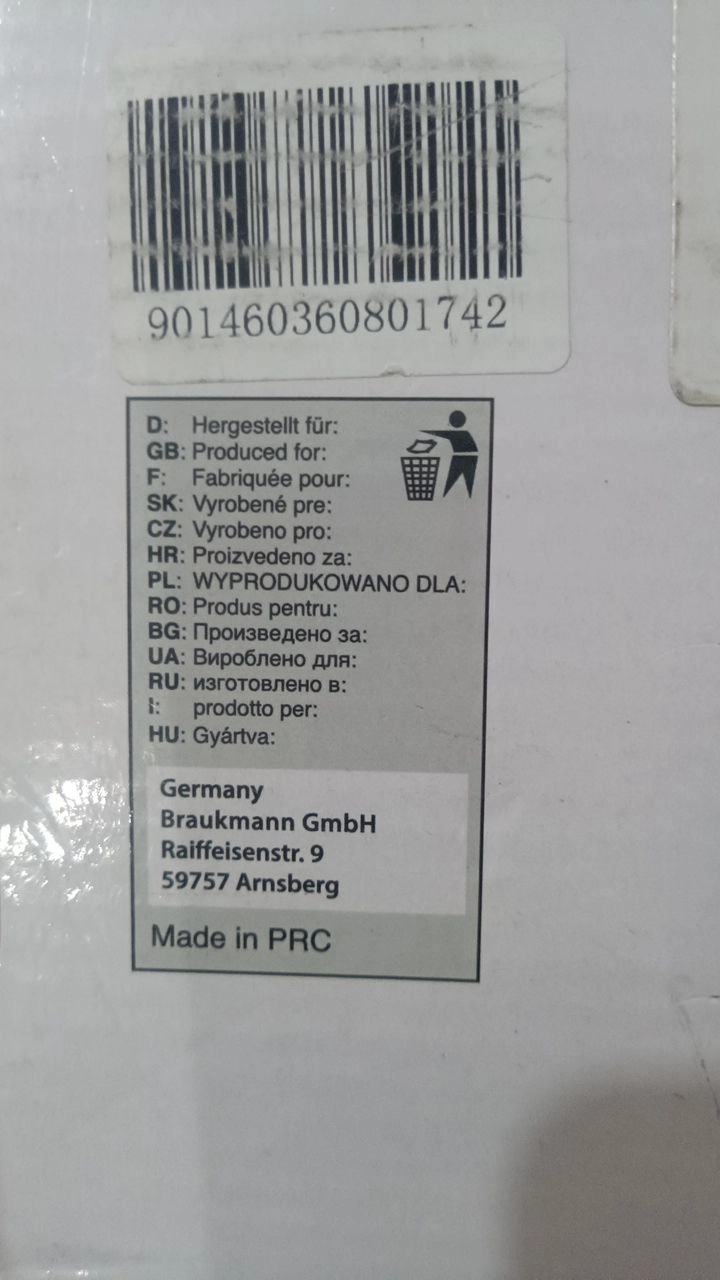 901460360801742
D: Hergestellt für:
GB: Produced for:
F: Fabriquée pour:
SK: Vyrobené pre:
CZ: Vyrobeno pro:
HR: Proizvedeno za:
PL: WYPRODUKOWANO DLA:
RO: Produs pentru:
BG: Произведено за:
UA: Вироблено для:
RU: изготовлено в:
I: prodotto per:
HU: Gyártva:
Germany
Braukmann GmbH
Raiffeisenstr. 9
59757 Arnsberg
Made in PRC